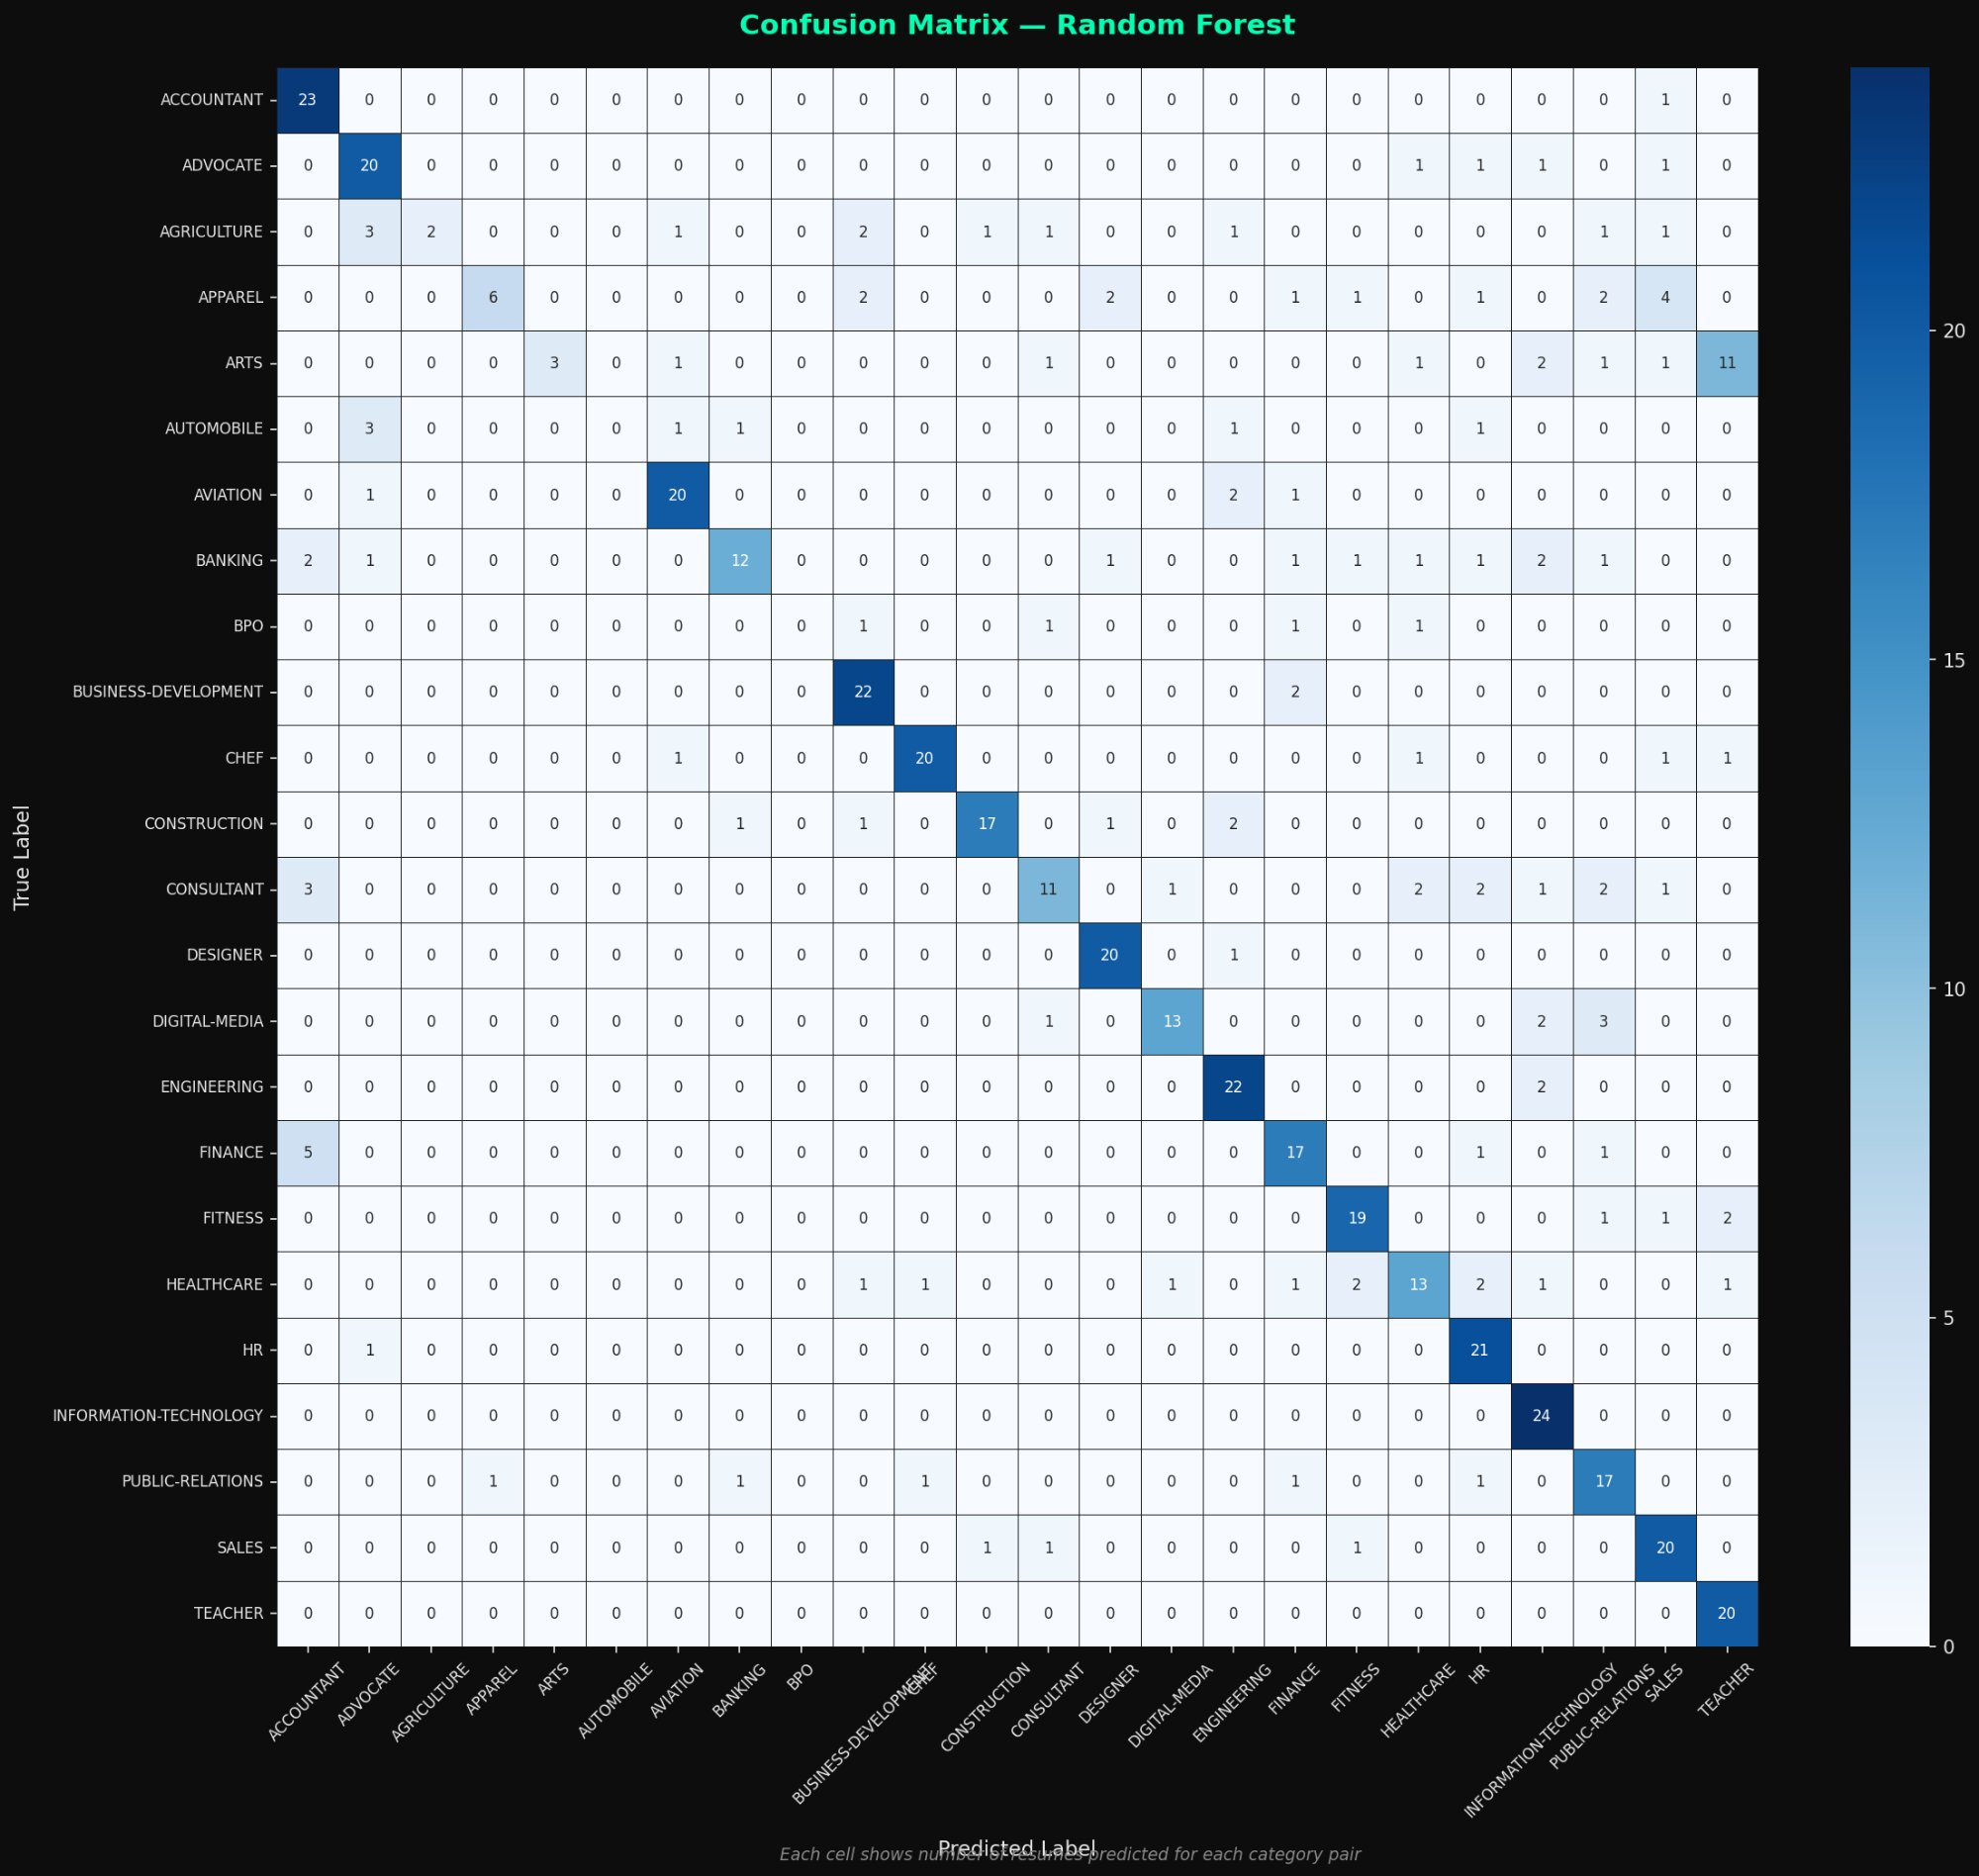 Confusion Matrix — Random Forest
ACCOUNTANT 23 0 0 0 0 0 0 0 0 0 0 0 0 0 0 0 0 0 0 0 0 0 1 0
ADVOCATE 0 20 0 0 0 0 0 0 0 0 0 0 0 0 0 0 0 0 1 1 1 0 1 0
AGRICULTURE 0 3 2 0 0 0 1 0 0 2 0 1 1 0 0 1 0 0 0 0 0 1 1 0
APPAREL 0 0 0 6 0 0 0 0 0 2 0 0 0 2 0 0 1 1 0 1 0 2 4 0
20
ARTS 0 0 0 0 3 0 1 0 0 0 0 0 1 0 0 0 0 0 1 0 2 1 1 11
AUTOMOBILE 0 3 0 0 0 0 1 1 0 0 0 0 0 0 0 1 0 0 0 1 0 0 0 0
AVIATION 0 1 0 0 0 0 20 0 0 0 0 0 0 0 0 2 1 0 0 0 0 0 0 0
BANKING 2 1 0 0 0 0 0 12 0 0 0 0 0 1 0 0 1 1 1 1 2 1 0 0
BPO 0 0 0 0 0 0 0 0 0 1 0 0 1 0 0 0 1 0 1 0 0 0 0 0
15
BUSINESS-DEVELOPMENT 0 0 0 0 0 0 0 0 0 22 0 0 0 0 0 0 2 0 0 0 0 0 0 0
CHEF 0 0 0 0 0 0 1 0 0 0 20 0 0 0 0 0 0 0 1 0 0 0 1 1
CONSTRUCTION 0 0 0 0 0 0 0 1 0 1 0 17 0 1 0 2 0 0 0 0 0 0 0 0
True Label
CONSULTANT 3 0 0 0 0 0 0 0 0 0 0 0 11 0 1 0 0 0 2 2 1 2 1 0
DESIGNER 0 0 0 0 0 0 0 0 0 0 0 0 0 20 0 1 0 0 0 0 0 0 0 0
10
DIGITAL-MEDIA 0 0 0 0 0 0 0 0 0 0 0 0 1 0 13 0 0 0 0 0 2 3 0 0
ENGINEERING 0 0 0 0 0 0 0 0 0 0 0 0 0 0 0 22 0 0 0 0 2 0 0 0
FINANCE 5 0 0 0 0 0 0 0 0 0 0 0 0 0 0 0 17 0 0 1 0 1 0 0
FITNESS 0 0 0 0 0 0 0 0 0 0 0 0 0 0 0 0 0 19 0 0 0 1 1 2
HEALTHCARE 0 0 0 0 0 0 0 0 0 1 1 0 0 0 1 0 1 2 13 2 1 0 0 1
5
HR 0 1 0 0 0 0 0 0 0 0 0 0 0 0 0 0 0 0 0 21 0 0 0 0
INFORMATION-TECHNOLOGY 0 0 0 0 0 0 0 0 0 0 0 0 0 0 0 0 0 0 0 0 24 0 0 0
PUBLIC-RELATIONS 0 0 0 1 0 0 0 1 0 0 1 0 0 0 0 0 1 0 0 1 0 17 0 0
SALES 0 0 0 0 0 0 0 0 0 0 0 1 1 0 0 0 0 1 0 0 0 0 20 0
TEACHER 0 0 0 0 0 0 0 0 0 0 0 0 0 0 0 0 0 0 0 0 0 0 0 20
0
ACCOUNTANT
ADVOCATE
AGRICULTURE
APPAREL
ARTS
AUTOMOBILE
AVIATION
BANKING
BPO
BUSINESS-DEVELOPMENT
CHEF
CONSTRUCTION
CONSULTANT
DESIGNER
DIGITAL-MEDIA
ENGINEERING
FINANCE
FITNESS
HEALTHCARE
HR
INFORMATION-TECHNOLOGY
PUBLIC-RELATIONS
SALES
TEACHER
Predicted Label
Each cell shows number of resumes predicted for each category pair